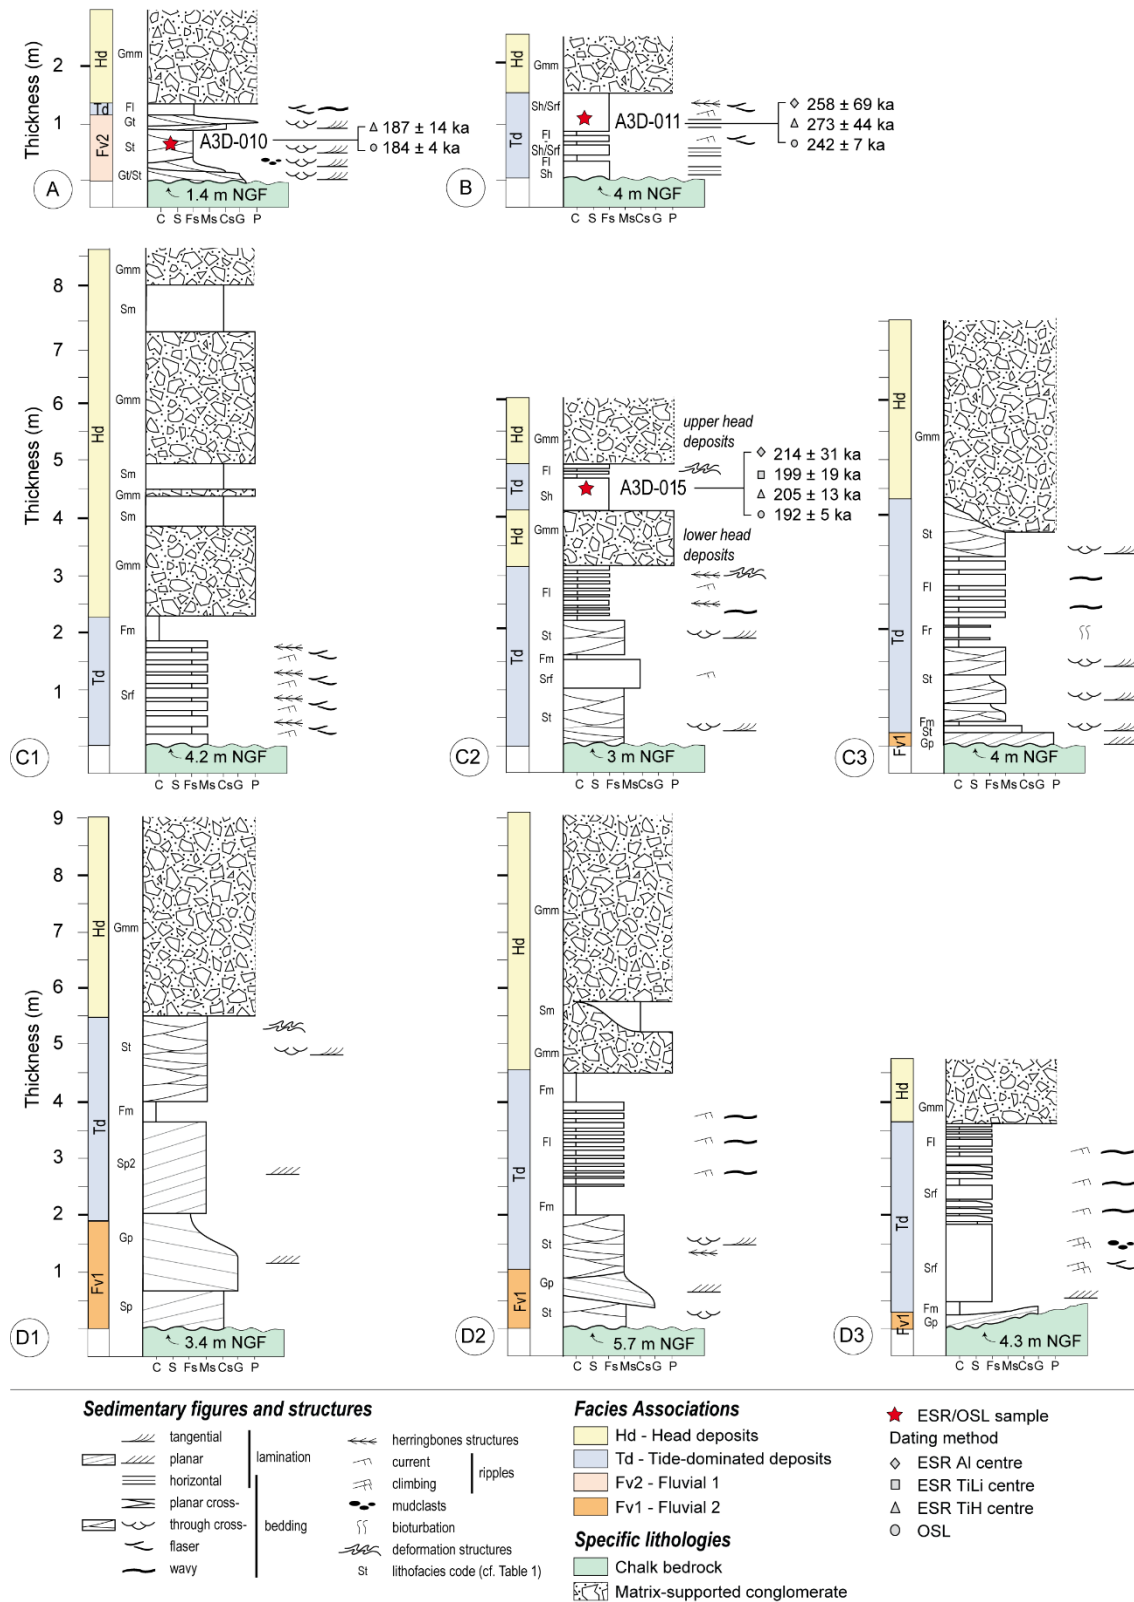 Thickness (m)
2
1
Hd
Td
Fv2
Gmm
Fl
Gt
St
Gt/St
A3D-010
187 ± 14 ka
184 ± 4 ka
1.4 m NGF
A
C S Fs Ms Cs G P
Hd
Td
Gmm
Sh/Srf
Fl
Sh/Srf
Fl
Sh
A3D-011
258 ± 69 ka
273 ± 44 ka
242 ± 7 ka
4 m NGF
B
C S Fs Ms Cs G P
Thickness (m)
8
7
6
5
4
3
2
1
Hd
Td
Gmm
Sm
Gmm
Sm
Gmm
Sm
Gmm
Fm
Srf
4.2 m NGF
C1
C S Fs Ms Cs G P
Hd
Td
Hd
Td
Gmm
Fl
Sh
Gmm
Fl
St
Fm
Srf
St
upper head
deposits
A3D-015
214 ± 31 ka
199 ± 19 ka
205 ± 13 ka
192 ± 5 ka
lower head
deposits
3 m NGF
C2
C S Fs Ms Cs G P
Hd
Td
Fv1
Gmm
St
Fl
Fr
St
Fm
St
Gp
4 m NGF
C3
C S Fs Ms Cs G P
Thickness (m)
9
8
7
6
5
4
3
2
1
Hd
Td
Fv1
Gmm
St
Fm
Sp2
Gp
Sp
3.4 m NGF
D1
C S Fs Ms Cs G P
Hd
Td
Fv1
Gmm
Sm
Gmm
Fm
Fl
Fm
St
Gp
St
5.7 m NGF
D2
C S Fs Ms Cs G P
Hd
Td
Fv1
Gmm
Fl
Srf
Srf
Fm
Gp
4.3 m NGF
D3
C S Fs Ms Cs G P
Sedimentary figures and structures
tangential
planar
horizontal
lamination
planar cross-
through cross-
flaser
wavy
bedding
herringbones structures
current
climbing
ripples
mudclasts
bioturbation
deformation structures
St lithofacies code (cf. Table 1)
Facies Associations
Hd - Head deposits
Td - Tide-dominated deposits
Fv2 - Fluvial 1
Fv1 - Fluvial 2
Specific lithologies
Chalk bedrock
Matrix-supported conglomerate
ESR/OSL sample
Dating method
ESR Al centre
ESR TiLi centre
ESR TiH centre
OSL